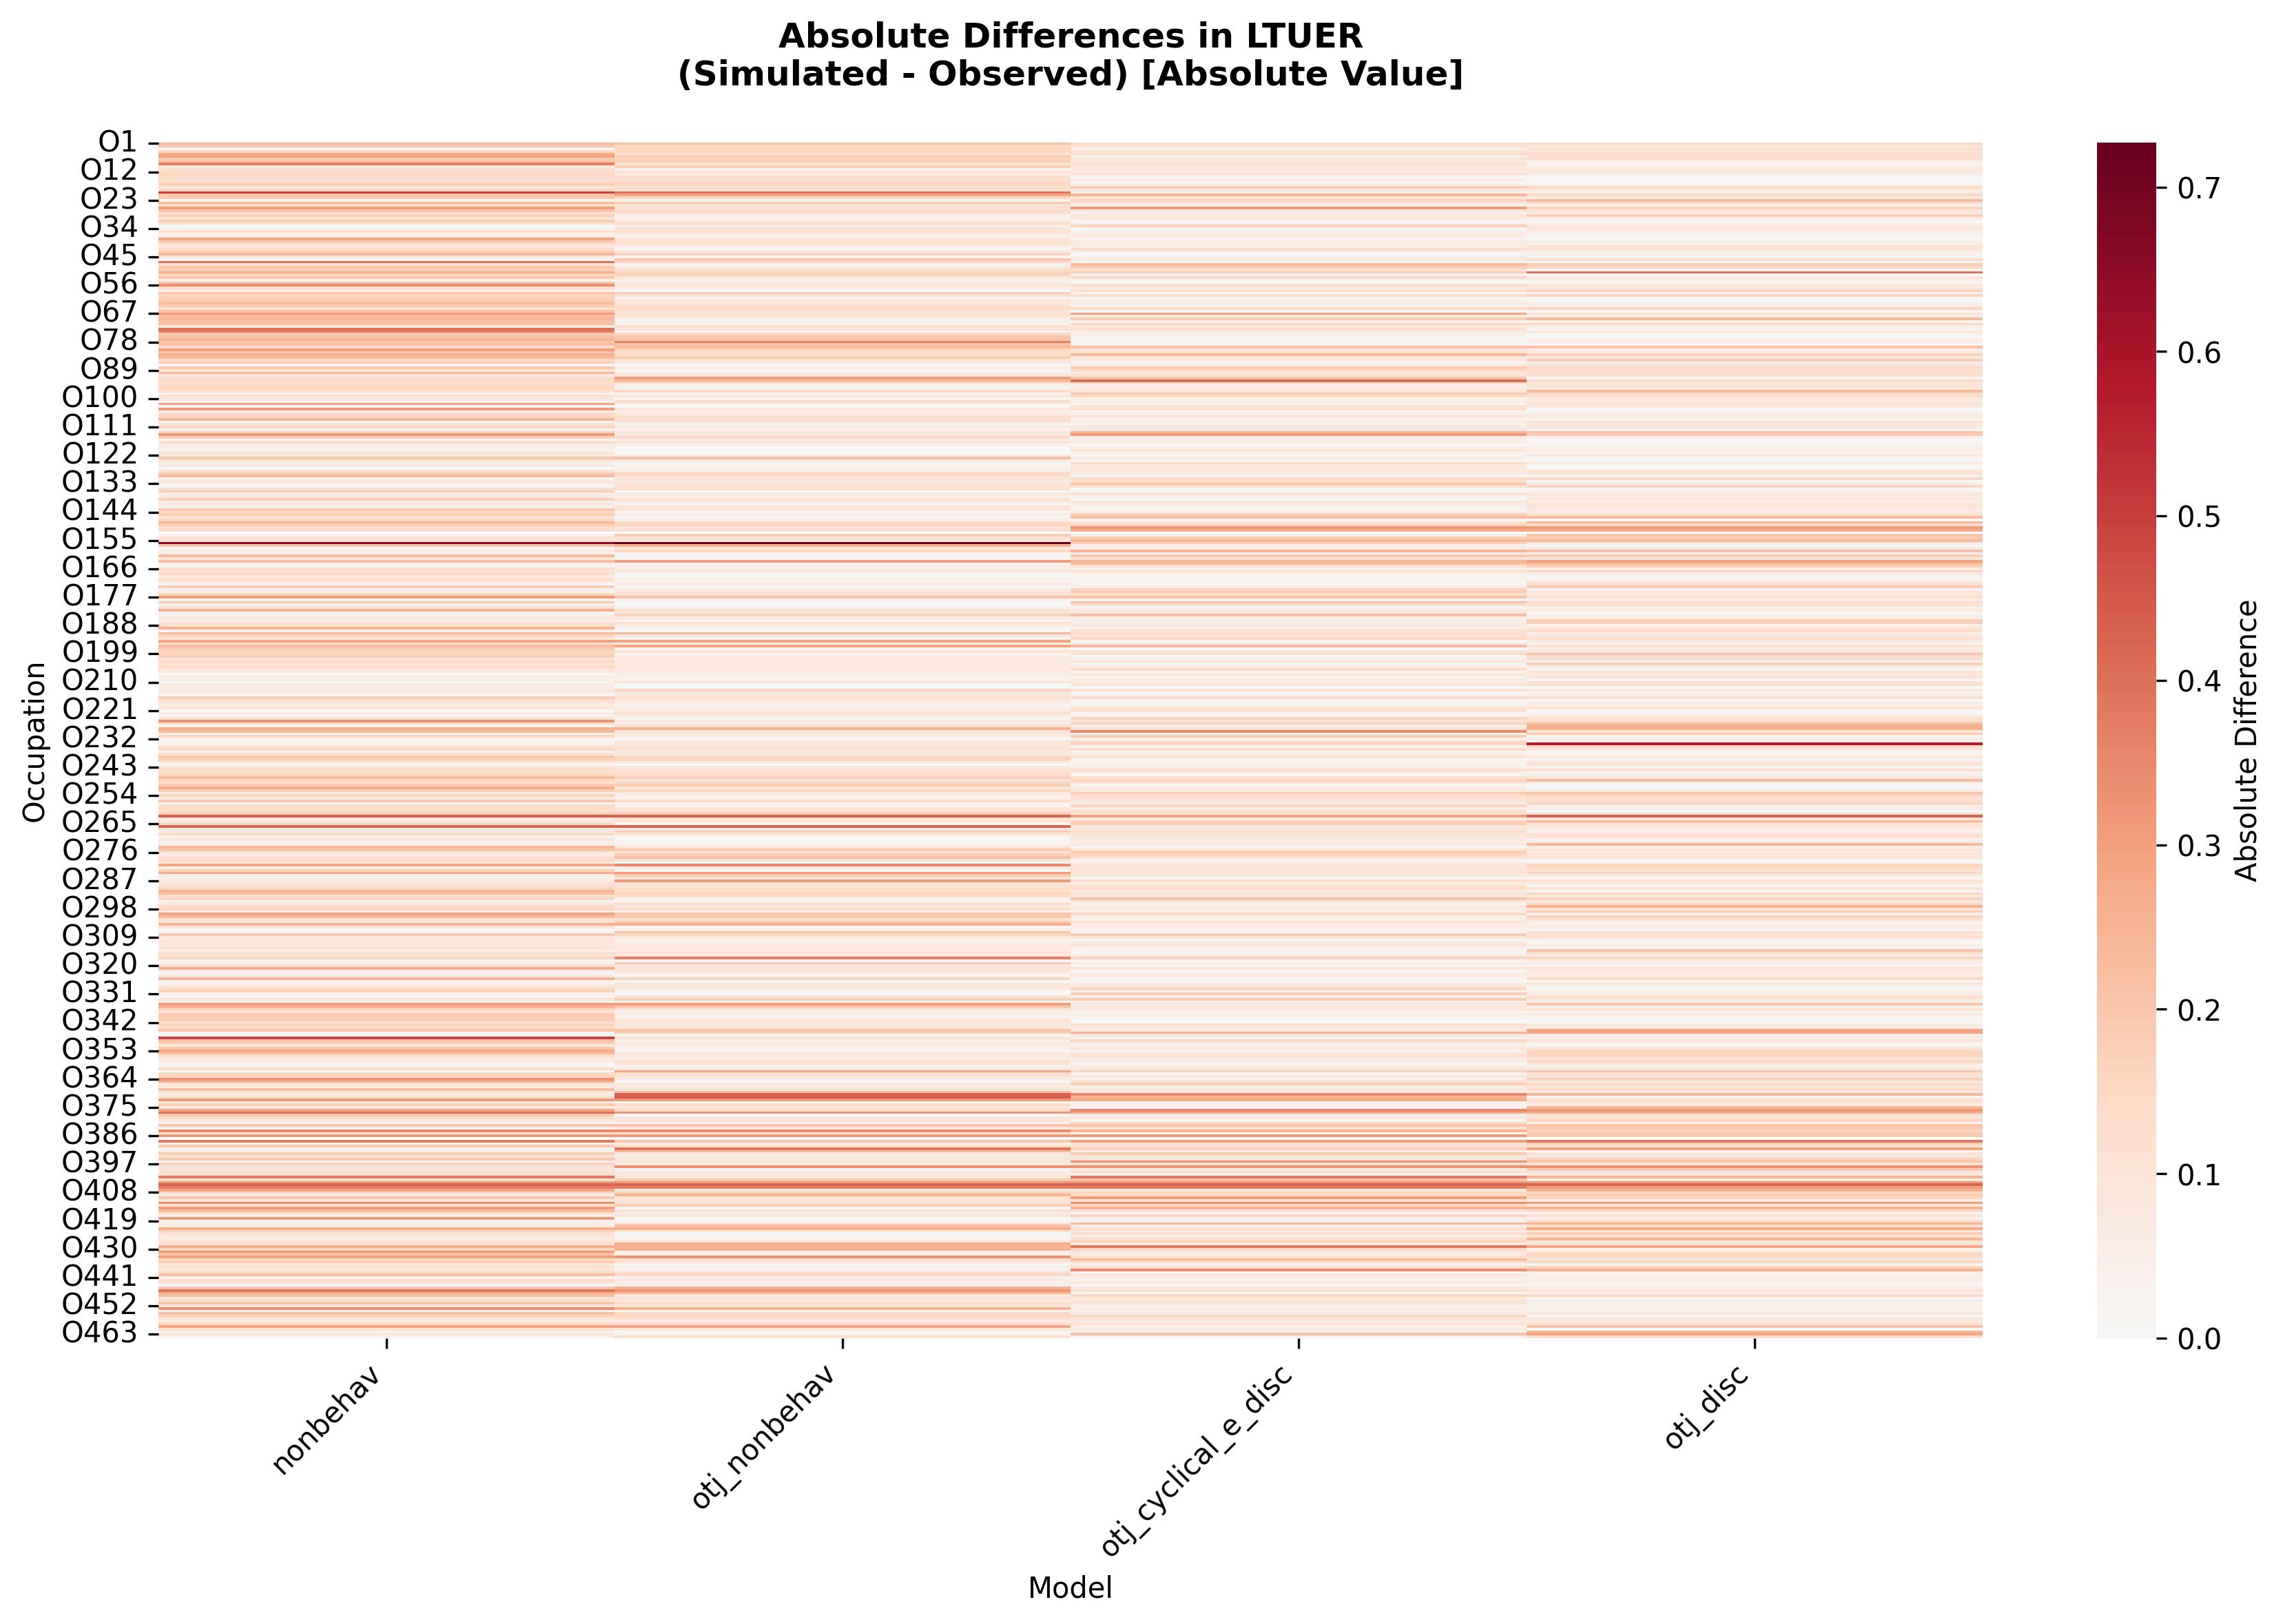 Absolute Differences in LTUER
(Simulated - Observed) [Absolute Value]
Occupation
O1
O12
O23
O34
O45
O56
O67
O78
O89
O100
O111
O122
O133
O144
O155
O166
O177
O188
O199
O210
O221
O232
O243
O254
O265
O276
O287
O298
O309
O320
O331
O342
O353
O364
O375
O386
O397
O408
O419
O430
O441
O452
O463
nonbehav
otj_nonbehav
otj_cyclical_e_disc
otj_disc
Model
0.7
0.6
0.5
0.4
0.3
0.2
0.1
0.0
Absolute Difference